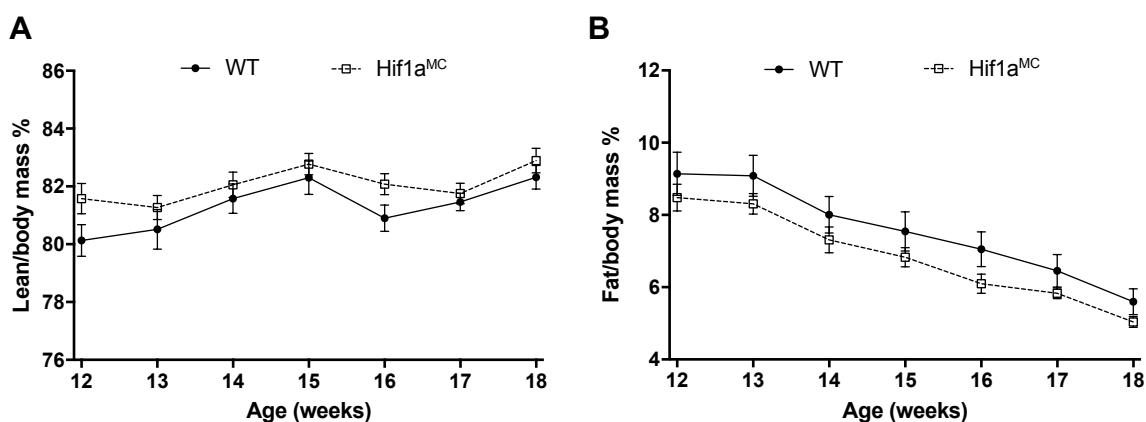 A
WT
Hif1a^MC
Lean/body mass %
86
84
82
80
78
76
12 13 14 15 16 17 18
Age (weeks)
B
WT
Hif1a^MC
Fat/body mass %
12
10
8
6
4
12 13 14 15 16 17 18
Age (weeks)